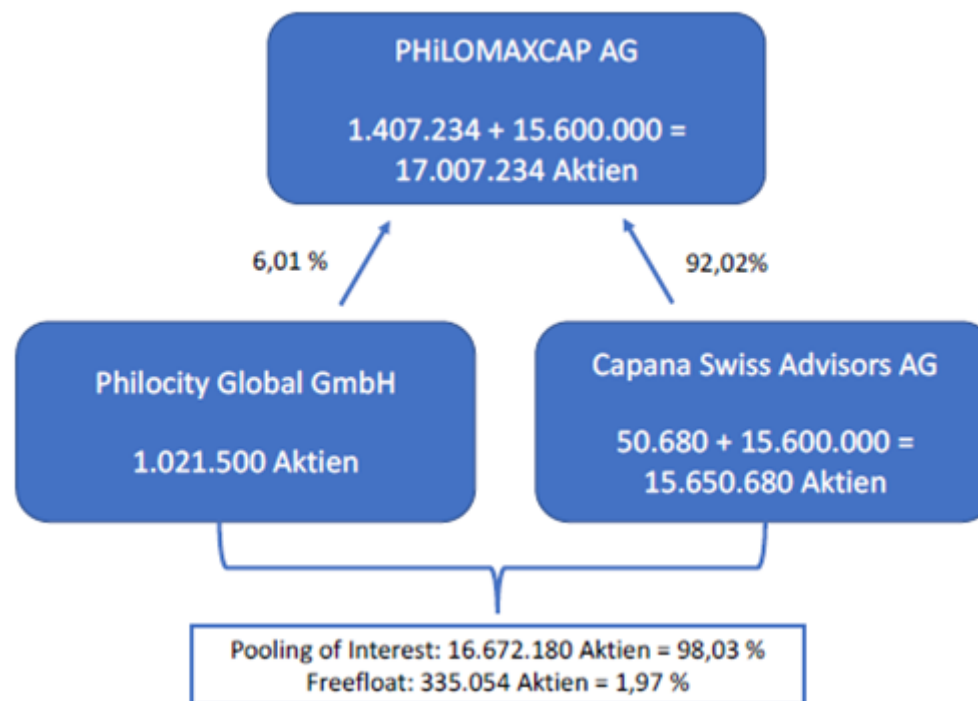 PHiLOMAXCAP AG
1.407.234 + 15.600.000 =
17.007.234 Aktien
6,01 %
92,02%
Philocity Global GmbH
1.021.500 Aktien
Capana Swiss Advisors AG
50.680 + 15.600.000 =
15.650.680 Aktien
Pooling of Interest: 16.672.180 Aktien = 98,03 %
Freefloat: 335.054 Aktien = 1,97 %